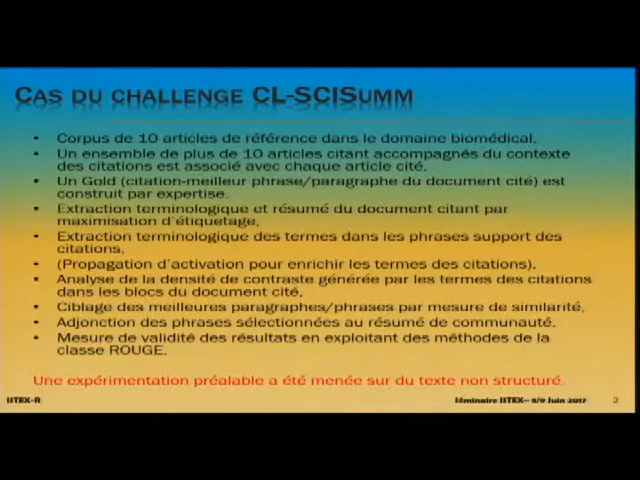 CAS DU CHALLENGE CL-SCISUMM
• Corpus de 10 articles de référence dans le domaine biomédical,
• Un ensemble de plus de 10 articles citant accompagnés du contexte
des citations est associé avec chaque article cité,
• Un Gold (citation-meilleur phrase/paragraphe du document cité) est
construit par expertise.
• Extraction terminologique et résumé du document citant par
maximisation d'étiquetage,
• Extraction terminologique des termes dans les phrases support des
citations,
• (Propagation d'activation pour enrichir les termes des citations).
• Analyse de la densité de contraste générée par les termes des citations
dans les blocs du document cité,
• Ciblage des meilleures paragraphes/phrases par mesure de similarité,
• Adjonction des phrases sélectionnées au résumé de communauté,
• Mesure de validité des résultats en exploitant des méthodes de la
classe ROUGE.
Une expérimentation préalable a été menée sur du texte non structuré.
IITEX-R
Séminaire IITEX– 8/9 Juin 2017
2